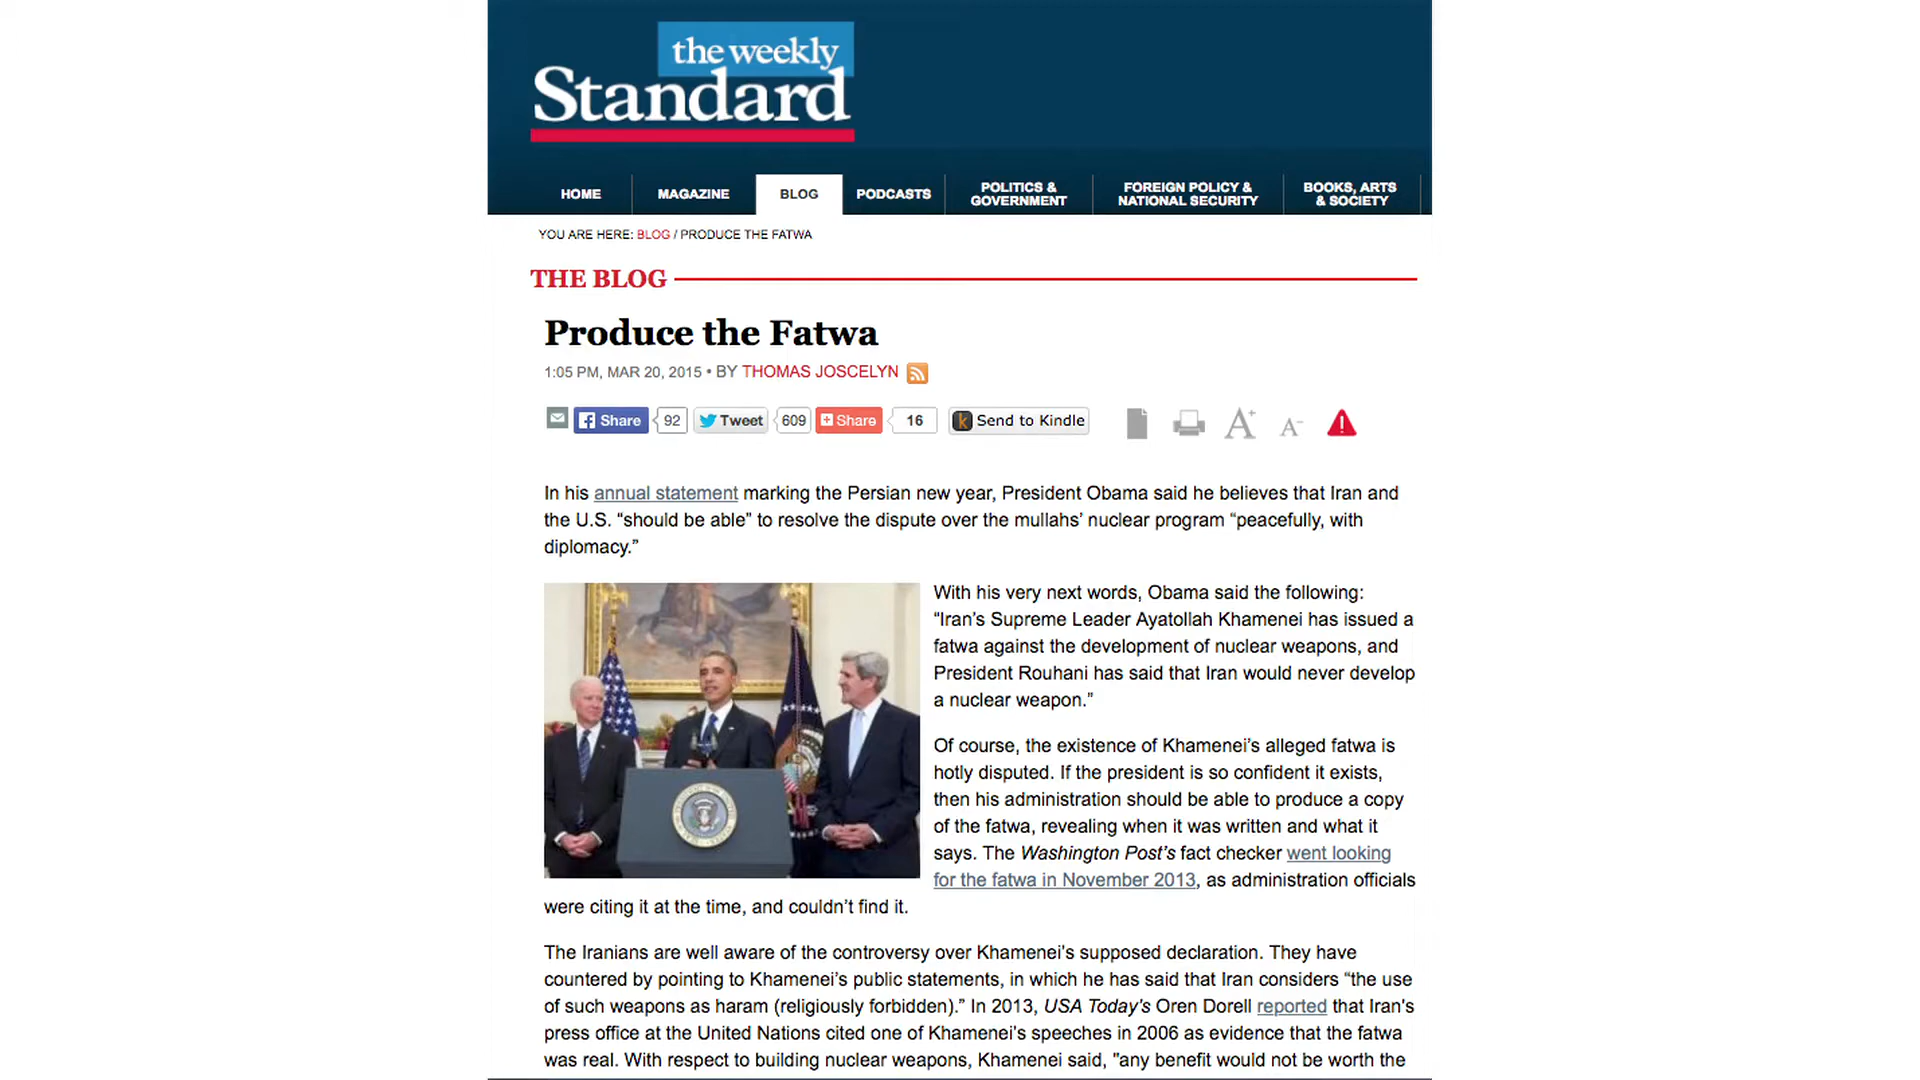 the weekly
Standard
HOME
MAGAZINE
BLOG
PODCASTS
POLITICS &
GOVERNMENT
FOREIGN POLICY &
NATIONAL SECURITY
BOOKS, ARTS
& SOCIETY
YOU ARE HERE: BLOG / PRODUCE THE FATWA
THE BLOG
Produce the Fatwa
1:05 PM, MAR 20, 2015 • BY THOMAS JOSCELYN
Share 92 Tweet 609 Share 16 Send to Kindle A+ A-
In his annual statement marking the Persian new year, President Obama said he believes that Iran and
the U.S. “should be able” to resolve the dispute over the mullahs’ nuclear program “peacefully, with
diplomacy.”
With his very next words, Obama said the following:
“Iran’s Supreme Leader Ayatollah Khamenei has issued a
fatwa against the development of nuclear weapons, and
President Rouhani has said that Iran would never develop
a nuclear weapon.”
Of course, the existence of Khamenei’s alleged fatwa is
hotly disputed. If the president is so confident it exists,
then his administration should be able to produce a copy
of the fatwa, revealing when it was written and what it
says. The Washington Post’s fact checker went looking
for the fatwa in November 2013, as administration officials
were citing it at the time, and couldn’t find it.
The Iranians are well aware of the controversy over Khamenei's supposed declaration. They have
countered by pointing to Khamenei’s public statements, in which he has said that Iran considers “the use
of such weapons as haram (religiously forbidden).” In 2013, USA Today's Oren Dorell reported that Iran's
press office at the United Nations cited one of Khamenei's speeches in 2006 as evidence that the fatwa
was real. With respect to building nuclear weapons, Khamenei said, "any benefit would not be worth the